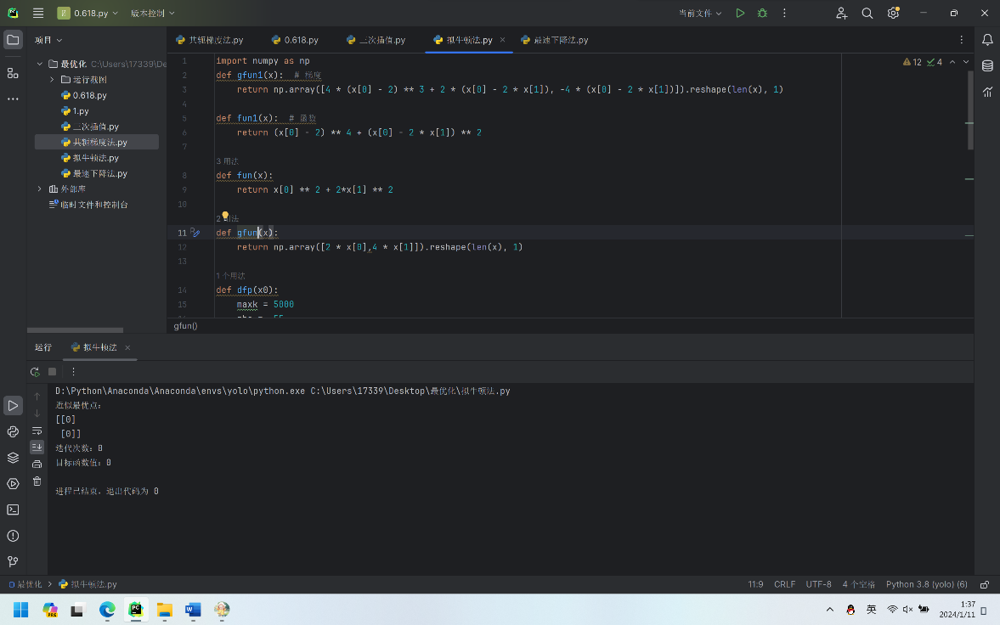 0.618.py
版本控制
当前文件
项目
共轭梯度法.py
0.618.py
三次插值.py
拟牛顿法.py
最速下降法.py
最优化 C:\Users\17339\De
运行截图
0.618.py
1.py
三次插值.py
共轭梯度法.py
拟牛顿法.py
最速下降法.py
外部库
临时文件和控制台
12 4
1 import numpy as np
2 def gfun1(x):  # 梯度
3 return np.array([4 * (x[0] - 2) ** 3 + 2 * (x[0] - 2 * x[1]), -4 * (x[0] - 2 * x[1])]).reshape(len(x), 1)
4
5 def fun1(x):  # 函数
6 return (x[0] - 2) ** 4 + (x[0] - 2 * x[1]) ** 2
7
3 用法
8 def fun(x):
9 return x[0] ** 2 + 2*x[1] ** 2
10
2 用法
11 def gfun(x):
12 return np.array([2 * x[0],4 * x[1]]).reshape(len(x), 1)
13
1 个用法
14 def dfp(x0):
15 maxk = 5000
gfun()
运行
拟牛顿法
D:\Python\Anaconda\Anaconda\envs\yolo\python.exe C:\Users\17339\Desktop\最优化\拟牛顿法.py
近似最优点:
[[0]
[0]]
迭代次数: 0
目标函数值: 0
进程已结束，退出代码为 0
最优化
拟牛顿法.py
11:9 CRLF UTF-8 4 个空格 Python 3.8 (yolo) (6)
PRE
PC
W
英
1:37
2024/1/11